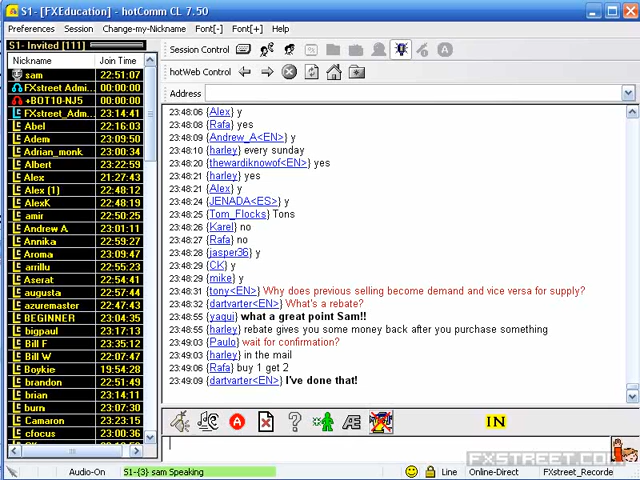 S1- [FXEducation] - hotComm CL 7.50
Preferences Session Change-my-Nickname Font[-] Font[+] Help
S1- Invited [111]
Session Control
A
Nickname Join Time
hotWeb Control
Address
sam 22:51:07
FXstreet Admi 00:00:00
+BOT10-NJ5 00:00:00
FXstreet_Adm.. 23:14:41
Abel 22:16:03
Adem 23:09:50
Adrian_monk 23:00:34
Albert 23:22:59
Alex 21:27:43
Alex (1) 22:48:12
AlexK 22:48:19
amir 22:50:25
Andrew A 23:01:11
Annika 22:59:27
Aroma 23:09:47
arrillu 22:55:23
Aserat 22:54:41
augusta 22:57:44
azuremaster 22:47:43
BEGINNER 23:04:35
bigpaul 23:17:13
Bill F 23:35:12
Bill W 22:07:47
Boykie 19:54:28
brandon 22:51:49
brian 23:14:11
burn 23:07:30
Camaron 23:23:15
cfocus 23:00:36
23:48:06 {Alex} y
23:48:08 {Rafa} yes
23:48:09 {Andrew_A<EN>} y
23:48:10 {harley} every sunday
23:48:20 {thewardiknowof<EN>} yes
23:48:21 {harley} yes
23:48:21 {Alex} y
23:48:24 {JENADA<ES>} y
23:48:25 {Tom_Flocks} Tons
23:48:26 {Karel} no
23:48:27 {Rafa} no
23:48:28 {jasper36} y
23:48:29 {CK} y
23:48:29 {mike} y
23:48:31 {tony<EN>} Why does previous selling become demand and vice versa for supply?
23:48:32 {dartvarter<EN>} What's a rebate?
23:48:55 {yaqui} what a great point Sam!!
23:48:59 {harley} rebate gives you some money back after you purchase something
23:49:03 {Paulo} wait for confirmation?
23:49:03 {harley} in the mail
23:49:06 {Rafa} buy 1 get 2
23:49:09 {dartvarter<EN>} I've done that!
A ? Æ IN
FXSTREET.COM
Audio-On S1-{3} sam Speaking Line Online-Direct FXstreet_Recorde